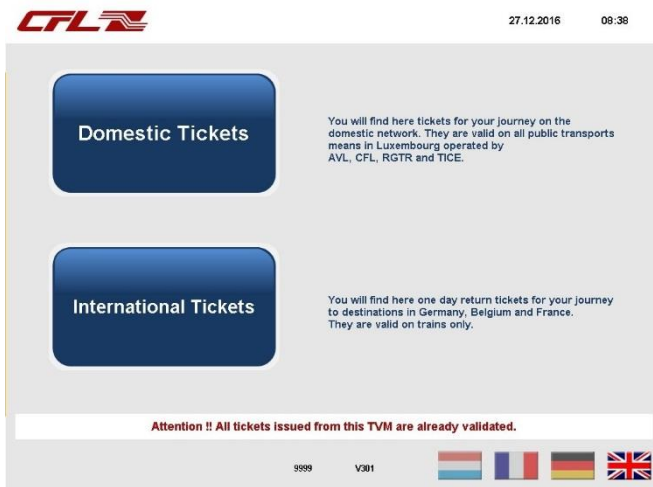 CFL
27.12.2016 08:38
Domestic Tickets
You will find here tickets for your journey on the
domestic network. They are valid on all public transports
means in Luxembourg operated by
AVL, CFL, RGTR and TICE.
International Tickets
You will find here one day return tickets for your journey
to destinations in Germany, Belgium and France.
They are valid on trains only.
Attention !! All tickets issued from this TVM are already validated.
9999 V301